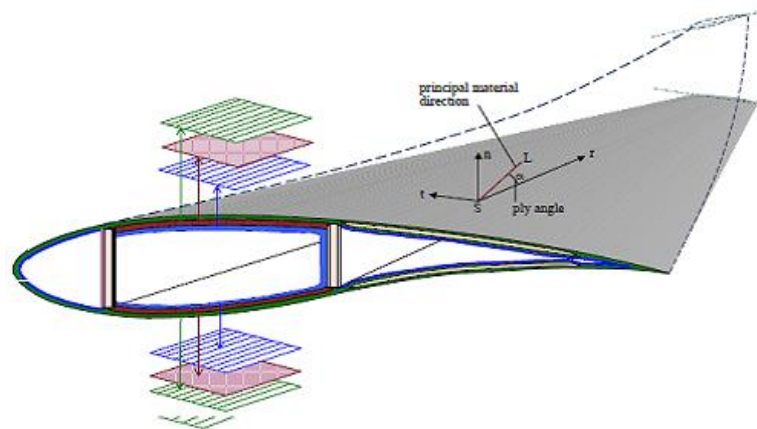 principal material
direction
n
L
r
α
t
S
ply angle